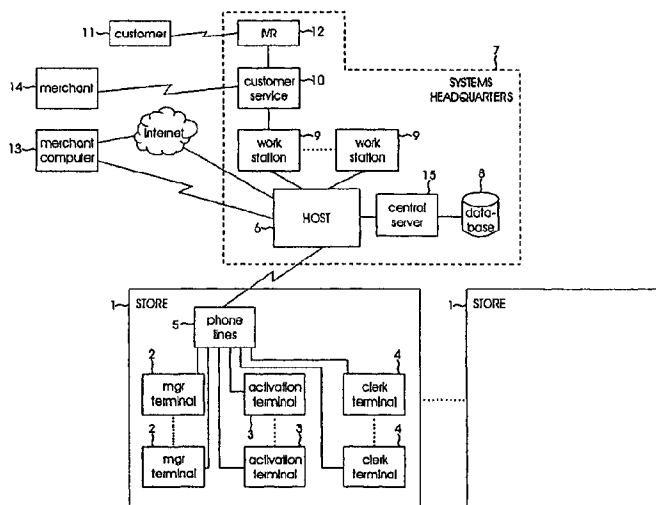 11
customer
IVR
12
7
14
merchant
customer
service
10
SYSTEMS
HEADQUARTERS
13
merchant
computer
Internet
work
station
9
work
station
9
6
HOST
15
central
server
8
data-
base
1
STORE
5
phone
lines
1
STORE
2
mgr
terminal
activation
terminal
3
4
clerk
terminal
2
mgr
terminal
3
activation
terminal
4
clerk
terminal